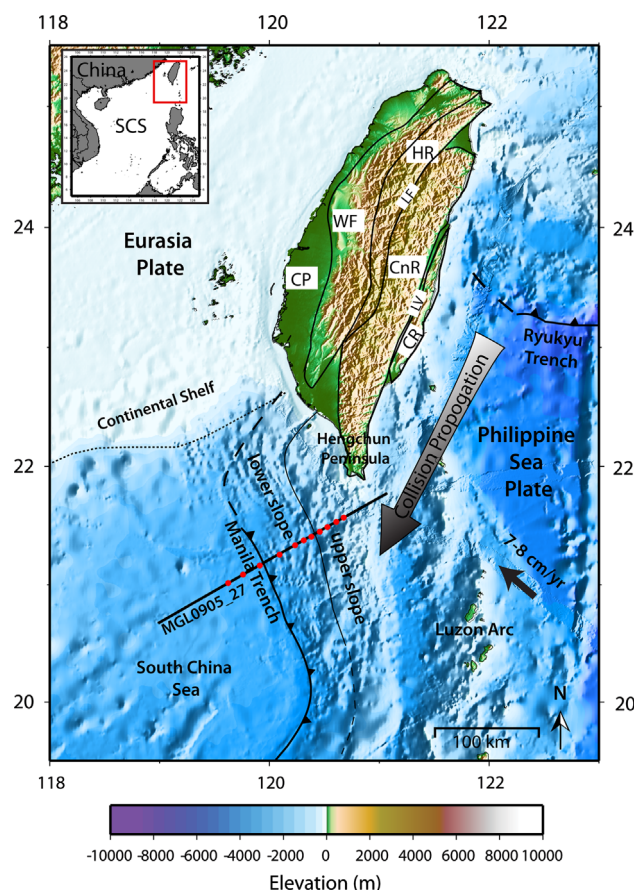 118
120
122
China
SCS
24
24
HR
LF
WF
Eurasia
Plate
CnR
CP
LV
CR
Ryukyu
Trench
Continental Shelf
Collision Propogation
Philippine
Sea
Plate
Hengchun
Peninsula
22
22
lower slope
upper slope
Manila Trench
7-8 cm/yr
MGL0905_27
Luzon Arc
South China
Sea
N
20
20
100 km
118
120
122
-10000 -8000 -6000 -4000 -2000 0 2000 4000 6000 8000 10000
Elevation (m)